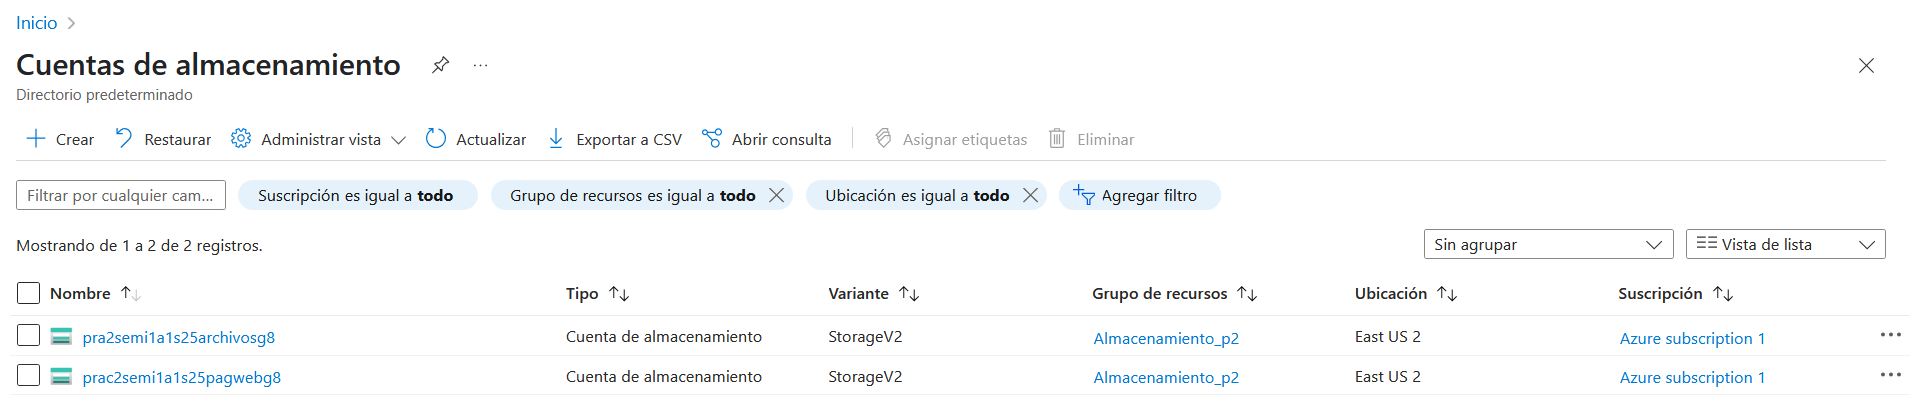 Inicio
Cuentas de almacenamiento
Directorio predeterminado
Crear Restaurar Administrar vista Actualizar Exportar a CSV Abrir consulta Asignar etiquetas Eliminar
Filtrar por cualquier cam... Suscripción es igual a todo Grupo de recursos es igual a todo Ubicación es igual a todo Agregar filtro
Mostrando de 1 a 2 de 2 registros. Sin agrupar Vista de lista
Nombre Tipo Variante Grupo de recursos Ubicación Suscripción
pra2semi1a1s25archivosg8 Cuenta de almacenamiento StorageV2 Almacenamiento_p2 East US 2 Azure subscription 1
prac2semi1a1s25pagwebg8 Cuenta de almacenamiento StorageV2 Almacenamiento_p2 East US 2 Azure subscription 1